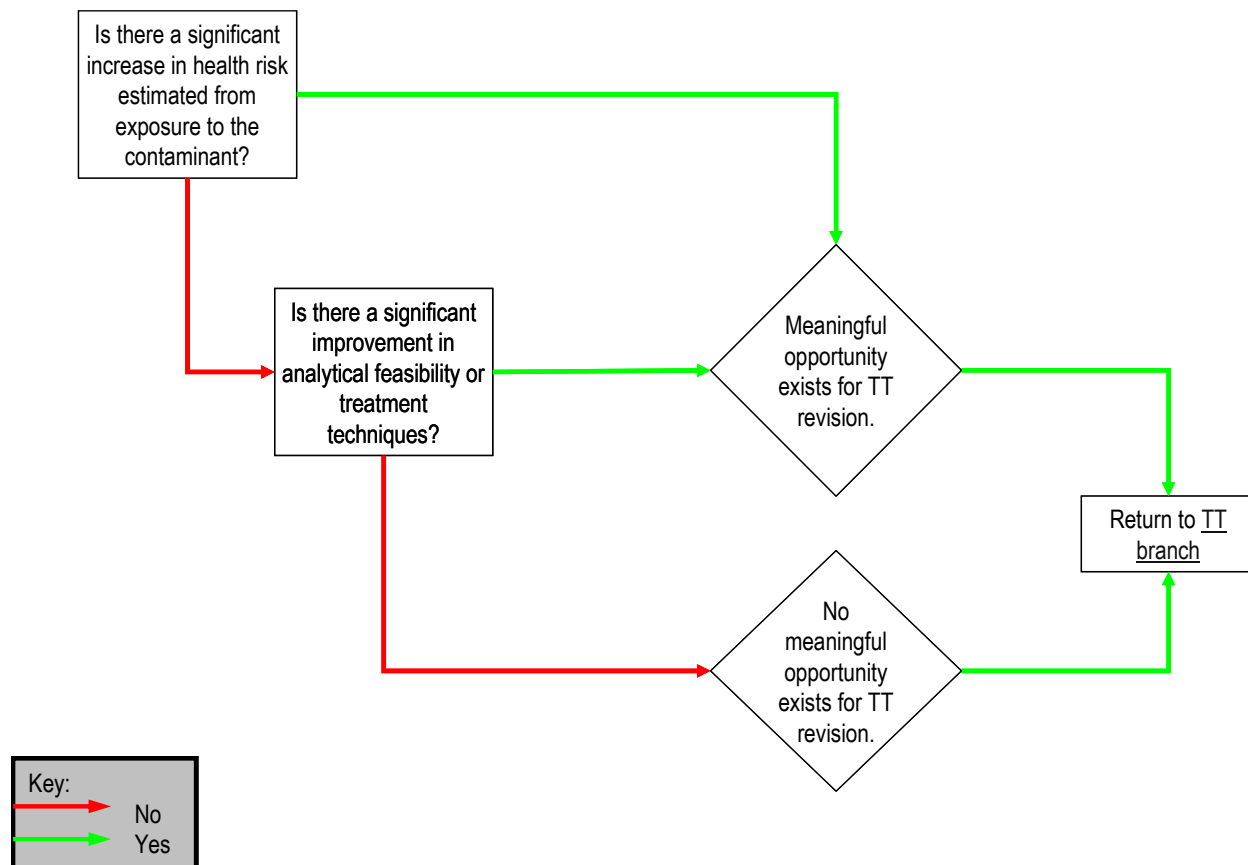 Is there a significant
increase in health risk
estimated from
exposure to the
contaminant?
Is there a significant
improvement in
analytical feasibility or
treatment
techniques?
Meaningful
opportunity
exists for TT
revision.
Return to TT
branch
No
meaningful
opportunity
exists for TT
revision.
Key:
No
Yes